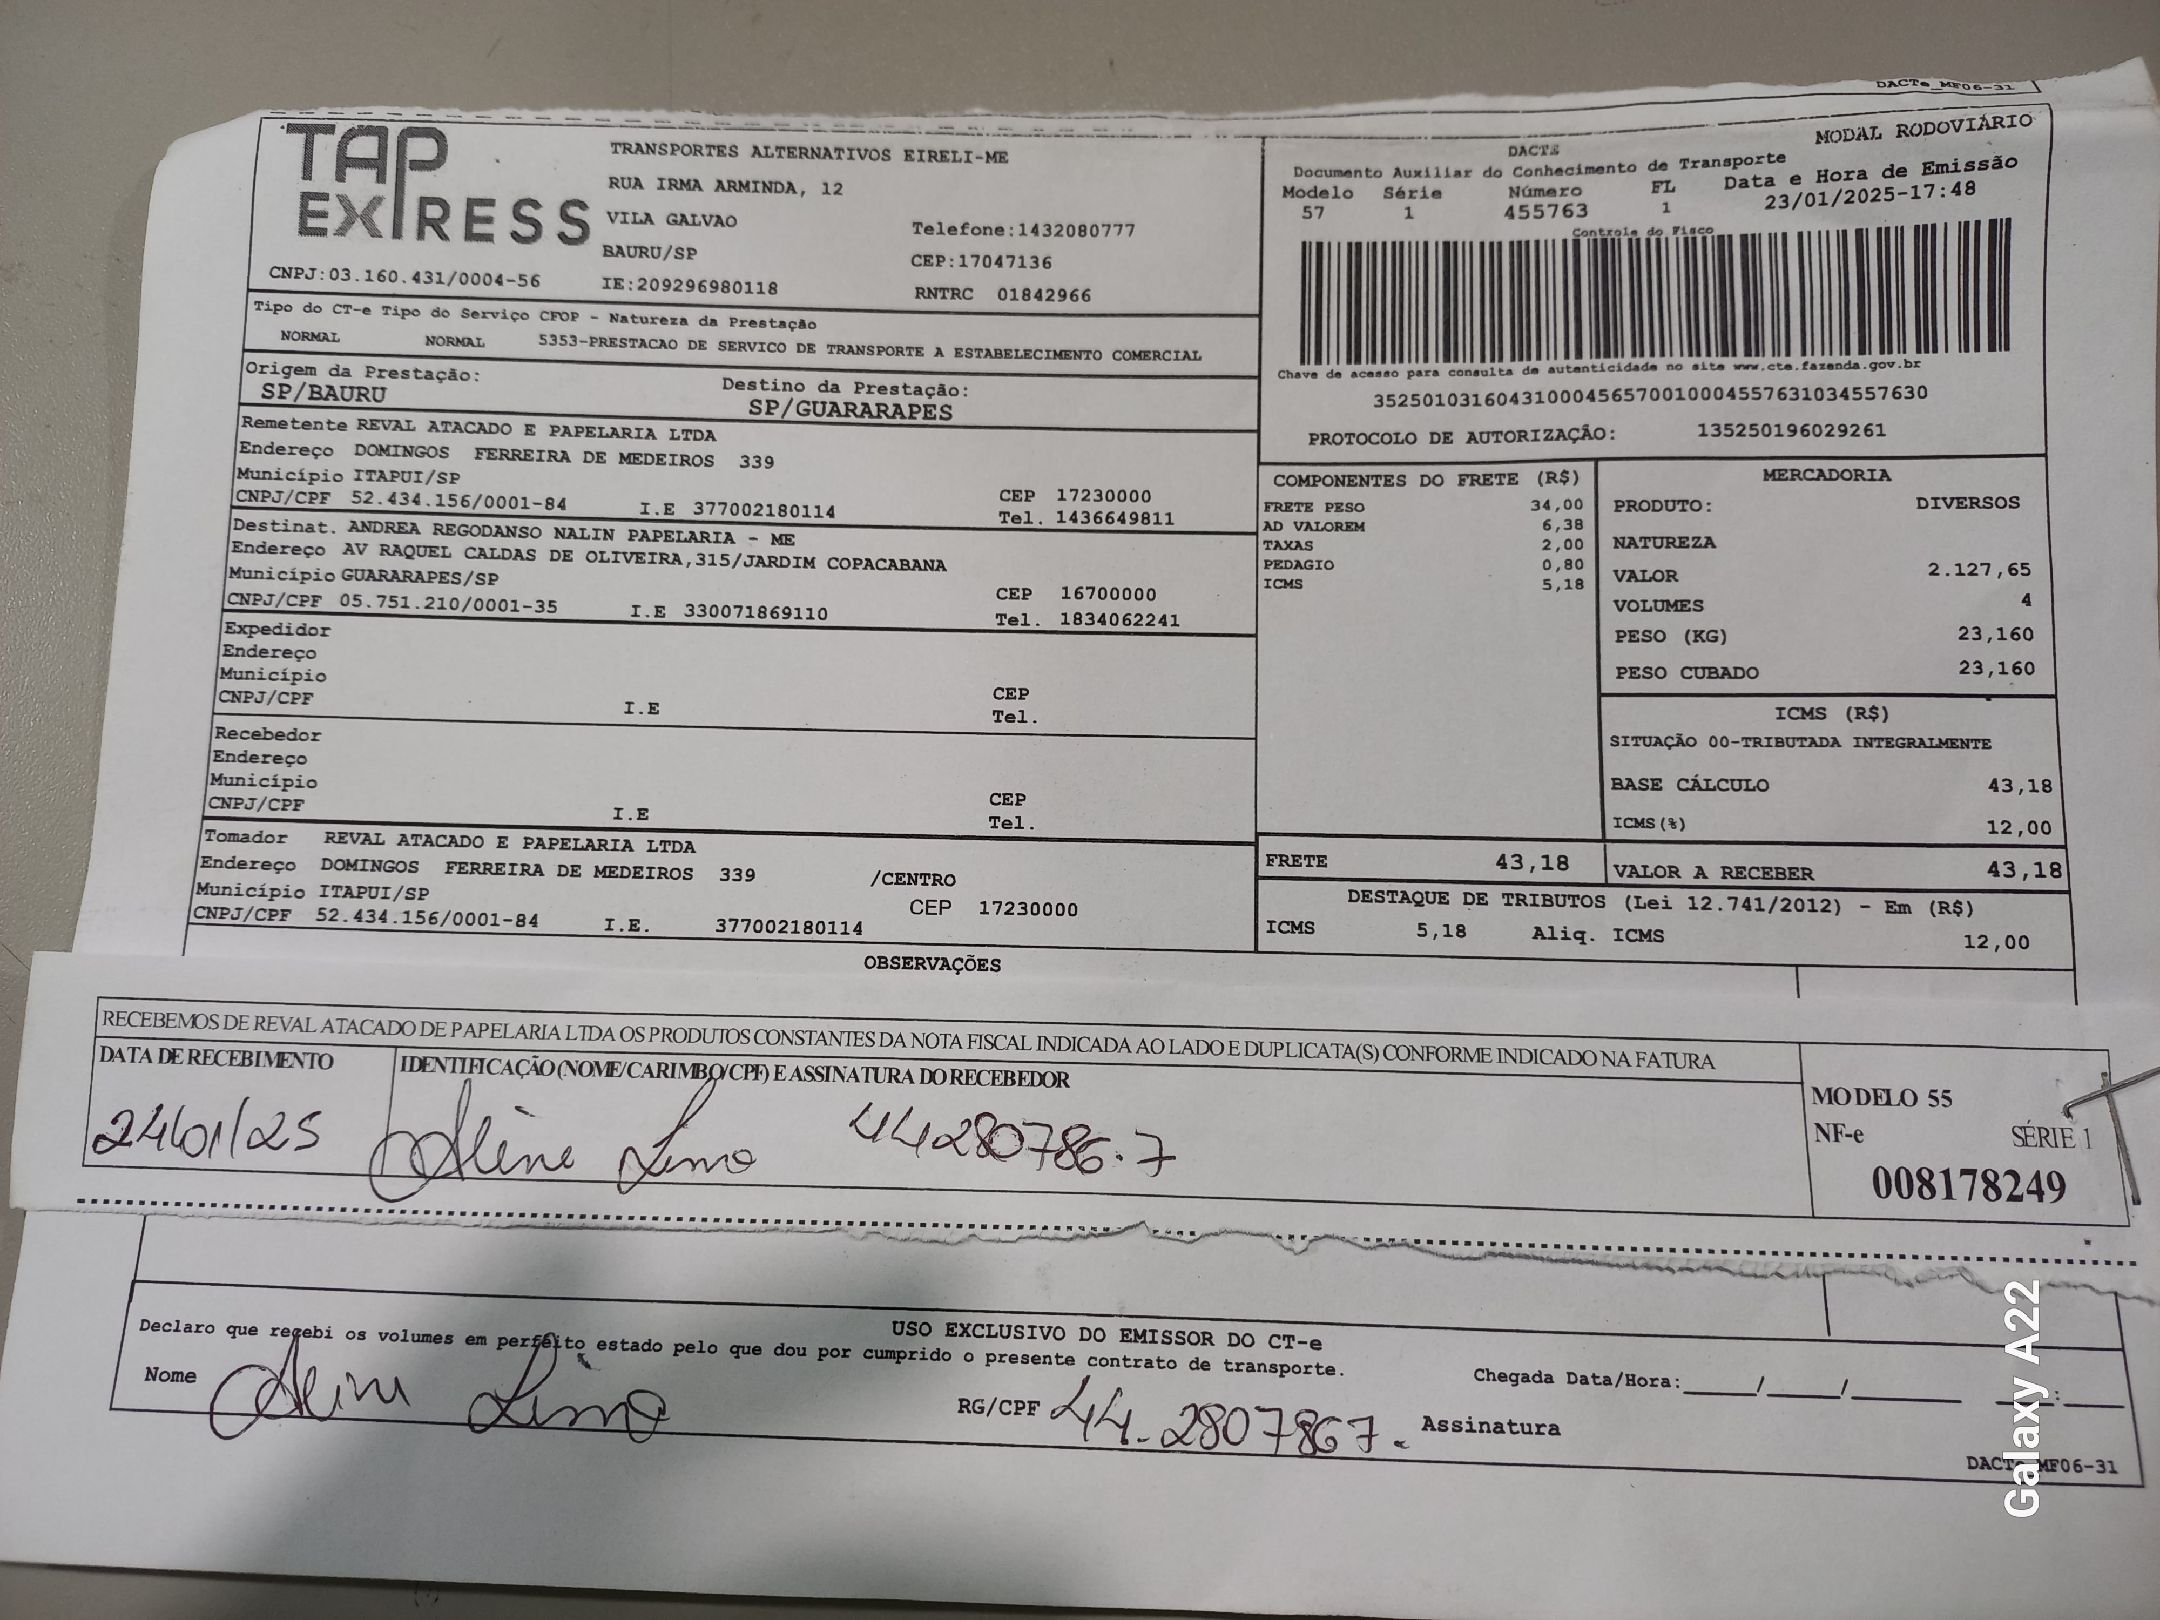 DACTe_MF06-31
TAP EXPRESS
TRANSPORTES ALTERNATIVOS EIRELI-ME
RUA IRMA ARMINDA, 12
VILA GALVAO
Telefone:1432080777
BAURU/SP
CEP:17047136
CNPJ:03.160.431/0004-56
IE:209296980118
RNTRC 01842966
DACTE
MODAL RODOVIÁRIO
Documento Auxiliar do Conhecimento de Transporte
Modelo Série Número FL Data e Hora de Emissão
57 1 455763 1 23/01/2025-17:48
Controle do Fisco
Chave de acesso para consulta de autenticidade no site www.cte.fazenda.gov.br
35250103160431000456570010004557631034557630
PROTOCOLO DE AUTORIZAÇÃO: 135250196029261
Tipo do CT-e Tipo do Serviço CFOP - Natureza da Prestação
NORMAL NORMAL 5353-PRESTACAO DE SERVICO DE TRANSPORTE A ESTABELECIMENTO COMERCIAL
Origem da Prestação: Destino da Prestação:
SP/BAURU SP/GUARARAPES
Remetente REVAL ATACADO E PAPELARIA LTDA
Endereço DOMINGOS FERREIRA DE MEDEIROS 339
Município ITAPUI/SP CEP 17230000
CNPJ/CPF 52.434.156/0001-84 I.E 377002180114 Tel. 1436649811
Destinat. ANDREA REGODANSO NALIN PAPELARIA - ME
Endereço AV RAQUEL CALDAS DE OLIVEIRA,315/JARDIM COPACABANA
Município GUARARAPES/SP CEP 16700000
CNPJ/CPF 05.751.210/0001-35 I.E 330071869110 Tel. 1834062241
Expedidor
Endereço
Município CEP
CNPJ/CPF I.E Tel.
Recebedor
Endereço
Município CEP
CNPJ/CPF I.E Tel.
Tomador REVAL ATACADO E PAPELARIA LTDA
Endereço DOMINGOS FERREIRA DE MEDEIROS 339 /CENTRO
Município ITAPUI/SP CEP 17230000
CNPJ/CPF 52.434.156/0001-84 I.E. 377002180114
COMPONENTES DO FRETE (R$)
FRETE PESO 34,00
AD VALOREM 6,38
TAXAS 2,00
PEDAGIO 0,80
ICMS 5,18
MERCADORIA
PRODUTO: DIVERSOS
NATUREZA
VALOR 2.127,65
VOLUMES 4
PESO (KG) 23,160
PESO CUBADO 23,160
ICMS (R$)
SITUAÇÃO 00-TRIBUTADA INTEGRALMENTE
BASE CÁLCULO 43,18
ICMS(%) 12,00
FRETE 43,18 VALOR A RECEBER 43,18
DESTAQUE DE TRIBUTOS (Lei 12.741/2012) - Em (R$)
ICMS 5,18 Aliq. ICMS 12,00
OBSERVAÇÕES
RECEBEMOS DE REVAL ATACADO DE PAPELARIA LTDA OS PRODUTOS CONSTANTES DA NOTA FISCAL INDICADA AO LADO E DUPLICATA(S) CONFORME INDICADO NA FATURA
DATA DE RECEBIMENTO IDENTIFICAÇÃO (NOME/CARIMBO/CPF) E ASSINATURA DO RECEBEDOR
24/01/25 Aline Lima 44280786.7
MODELO 55
NF-e SÉRIE 1
008178249
USO EXCLUSIVO DO EMISSOR DO CT-e
Declaro que recebi os volumes em perfeito estado pelo que dou por cumprido o presente contrato de transporte.
Nome Aline Lima RG/CPF 44-2807867. Assinatura
Chegada Data/Hora:____/____/______ __:____
DACTe_MF06-31
Galaxy A22